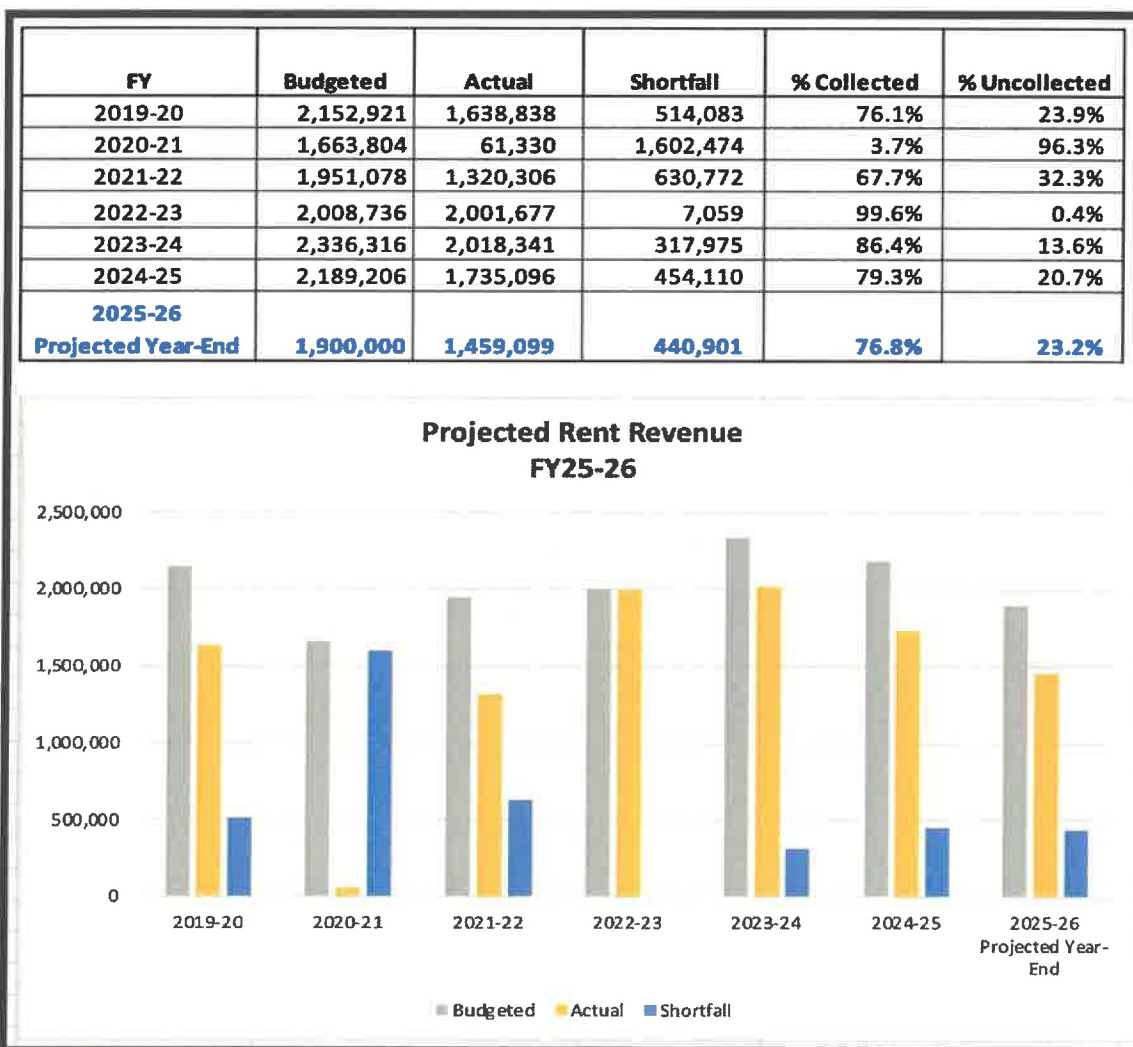 FY Budgeted Actual Shortfall % Collected % Uncollected
2019-20 2,152,921 1,638,838 514,083 76.1% 23.9%
2020-21 1,663,804 61,330 1,602,474 3.7% 96.3%
2021-22 1,951,078 1,320,306 630,772 67.7% 32.3%
2022-23 2,008,736 2,001,677 7,059 99.6% 0.4%
2023-24 2,336,316 2,018,341 317,975 86.4% 13.6%
2024-25 2,189,206 1,735,096 454,110 79.3% 20.7%
2025-26
Projected Year-End 1,900,000 1,459,099 440,901 76.8% 23.2%
Projected Rent Revenue
FY25-26
2,500,000
2,000,000
1,500,000
1,000,000
500,000
0
2019-20 2020-21 2021-22 2022-23 2023-24 2024-25 2025-26
Projected Year-
End
Budgeted Actual Shortfall